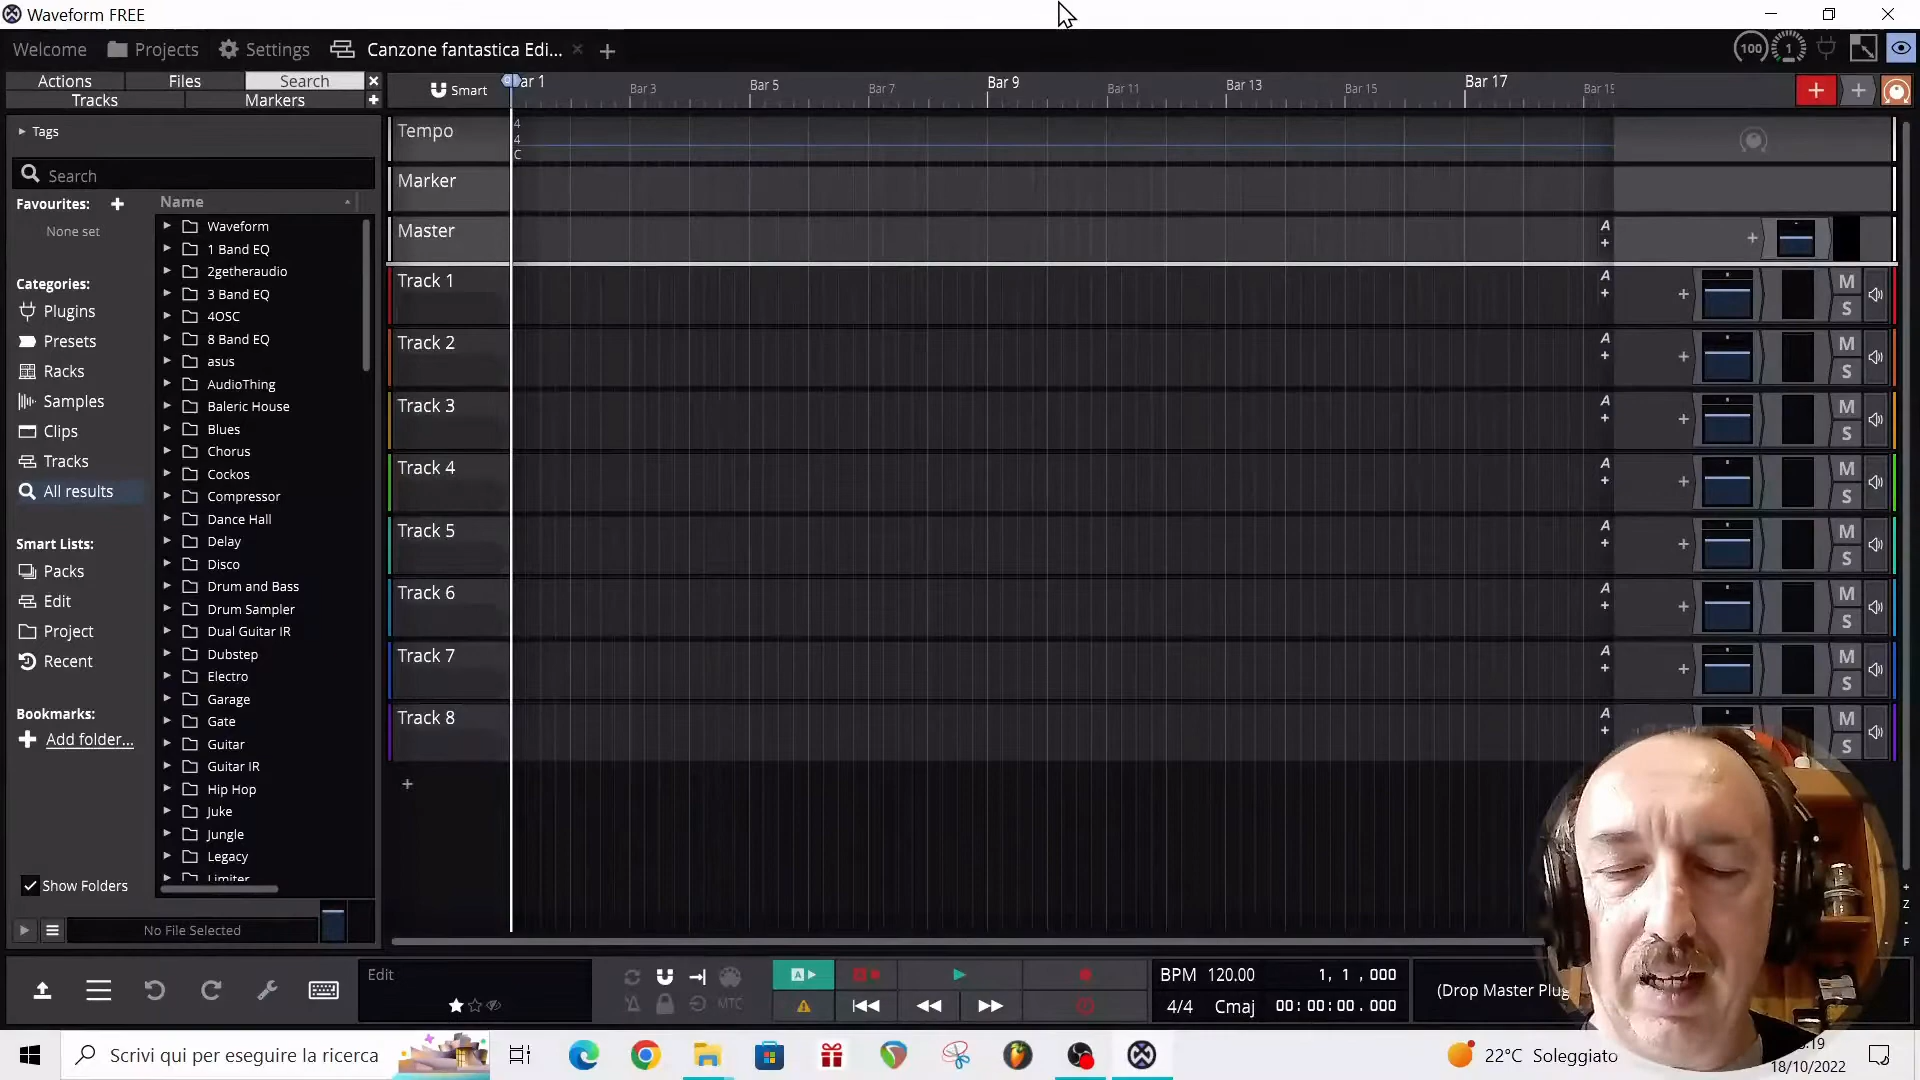 Waveform FREE
Welcome
Projects
Settings
Canzone fantastica Edi...
100
1
Actions
Files
Search
Tracks
Markers
Smart
Bar 1
Bar 3
Bar 5
Bar 7
Bar 9
Bar 11
Bar 13
Bar 15
Bar 17
Tags
Search
Favourites:
None set
Categories:
Plugins
Presets
Racks
Samples
Clips
Tracks
All results
Smart Lists:
Packs
Edit
Project
Recent
Bookmarks:
Add folder...
Show Folders
No File Selected
Name
Waveform
1 Band EQ
2getheraudio
3 Band EQ
4OSC
8 Band EQ
asus
AudioThing
Baleric House
Blues
Chorus
Cockos
Compressor
Dance Hall
Delay
Disco
Drum and Bass
Drum Sampler
Dual Guitar IR
Dubstep
Electro
Garage
Gate
Guitar
Guitar IR
Hip Hop
Juke
Jungle
Legacy
Limiter
Tempo
4
4
C
Marker
Master
A
Track 1
A
M
S
Track 2
A
M
S
Track 3
A
M
S
Track 4
A
M
S
Track 5
A
M
S
Track 6
A
M
S
Track 7
A
M
S
Track 8
A
M
S
Z
F
Edit
MTC
A
BPM 120.00
1, 1, 000
4/4 Cmaj
00:00:00.000
(Drop Master Plug
Scrivi qui per eseguire la ricerca
22°C Soleggiato
18/10/2022